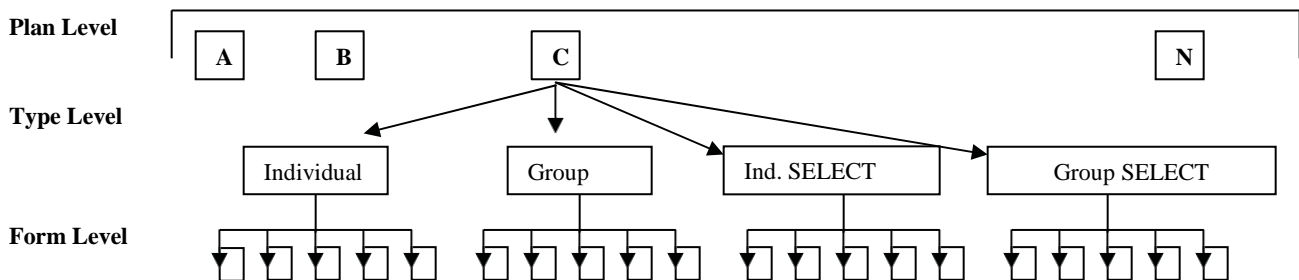 Plan Level
A B C N
Type Level
Individual Group Ind. SELECT Group SELECT
Form Level